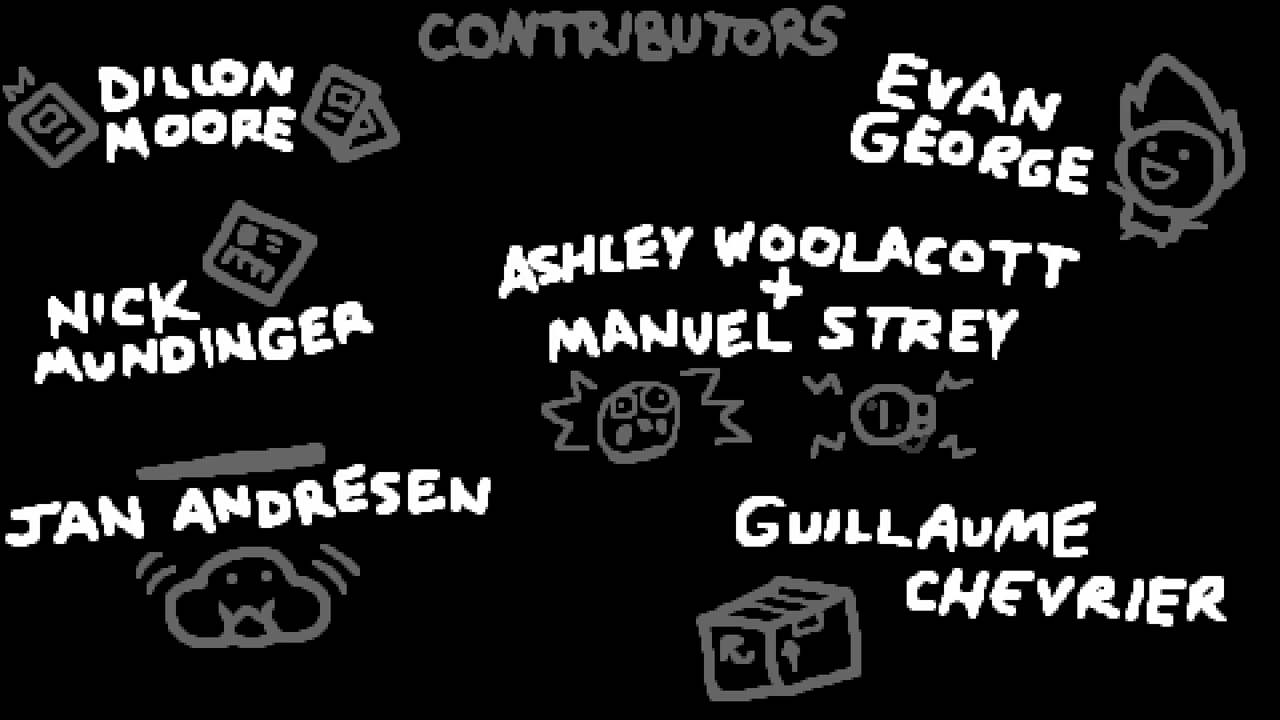 CONTRIBUTORS
DILLON
MOORE
EVAN
GEORGE
NICK
MUNDINGER
ASHLEY WOOLACOTT
+
MANUEL STREY
JAN ANDRESEN
GUILLAUME
CHEVRIER